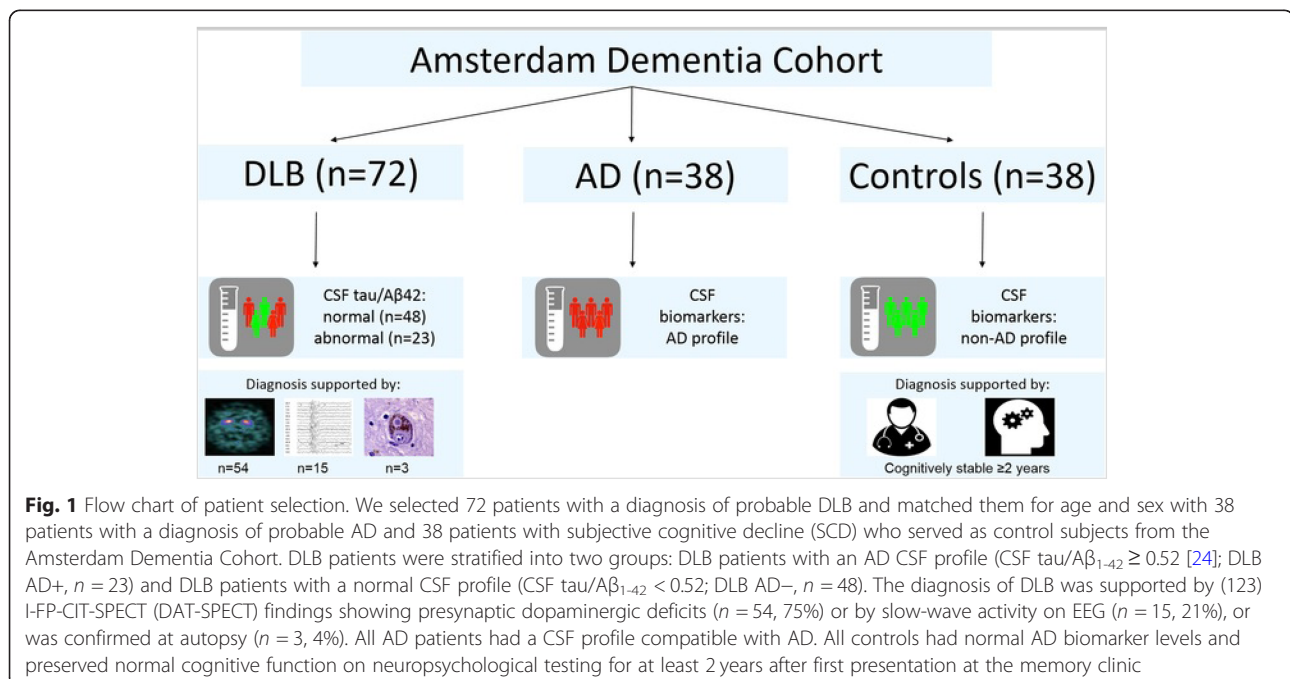 Amsterdam Dementia Cohort
DLB (n=72)
AD (n=38)
Controls (n=38)
CSF tau/Aβ42:
normal (n=48)
abnormal (n=23)
CSF
biomarkers:
AD profile
CSF
biomarkers:
non-AD profile
Diagnosis supported by:
n=54
n=15
n=3
Diagnosis supported by:
Cognitively stable ≥2 years
Fig. 1 Flow chart of patient selection. We selected 72 patients with a diagnosis of probable DLB and matched them for age and sex with 38
patients with a diagnosis of probable AD and 38 patients with subjective cognitive decline (SCD) who served as control subjects from the
Amsterdam Dementia Cohort. DLB patients were stratified into two groups: DLB patients with an AD CSF profile (CSF tau/Aβ1-42 ≥ 0.52 [24]; DLB
AD+, n = 23) and DLB patients with a normal CSF profile (CSF tau/Aβ1-42 < 0.52; DLB AD−, n = 48). The diagnosis of DLB was supported by (123)
I-FP-CIT-SPECT (DAT-SPECT) findings showing presynaptic dopaminergic deficits (n = 54, 75%) or by slow-wave activity on EEG (n = 15, 21%), or
was confirmed at autopsy (n = 3, 4%). All AD patients had a CSF profile compatible with AD. All controls had normal AD biomarker levels and
preserved normal cognitive function on neuropsychological testing for at least 2 years after first presentation at the memory clinic